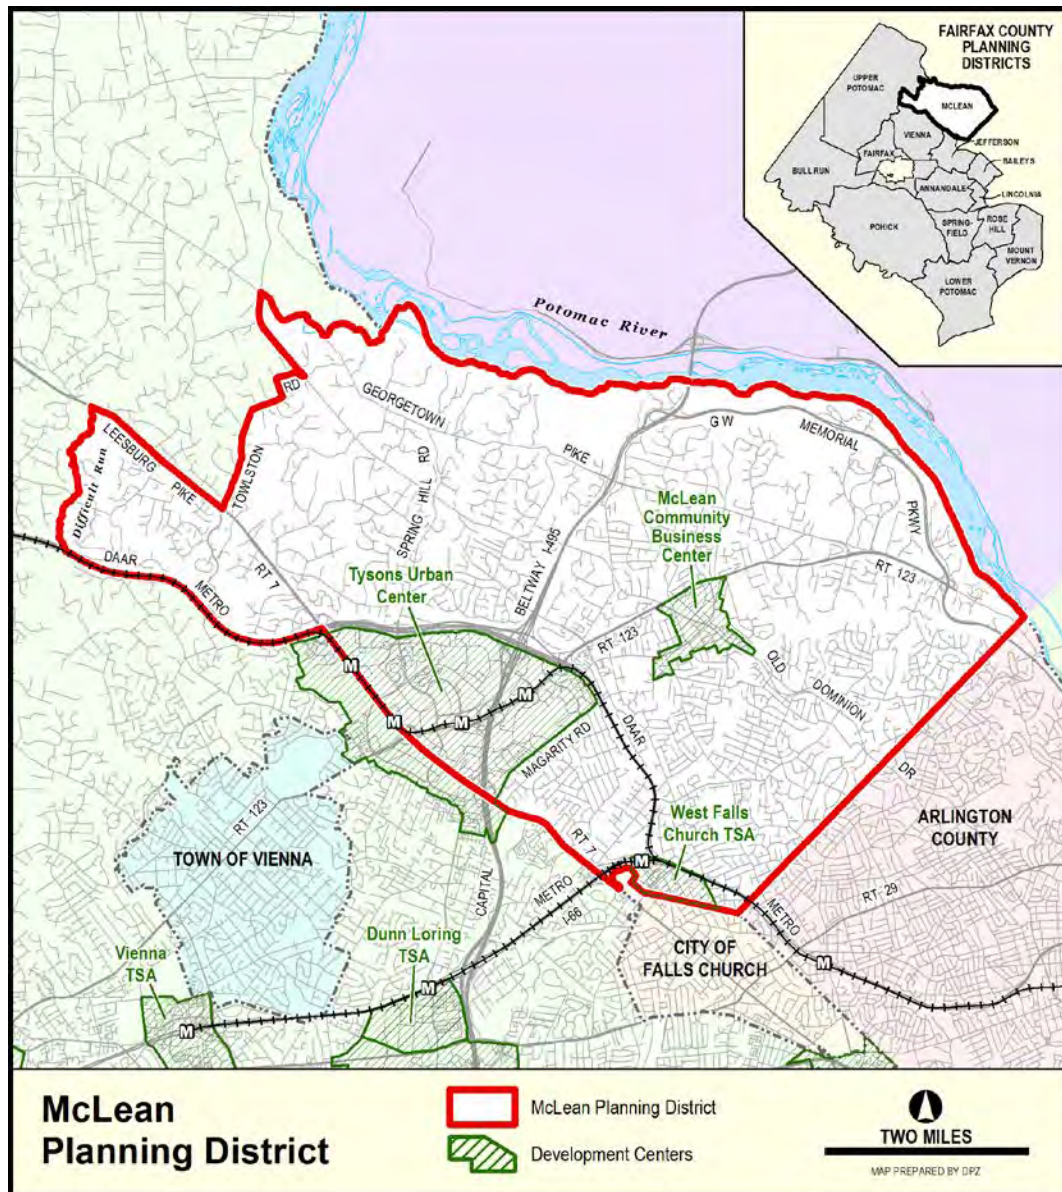 FAIRFAX COUNTY
PLANNING
DISTRICTS
UPPER
POTOMAC
MCLEAN
VIENNA
JEFFERSON
FAIRFAX
BAILEYS
BULL RUN
ANNANDALE
LINCOLNIA
SPRING-
FIELD
ROSE
HILL
POHICK
MOUNT
VERNON
LOWER
POTOMAC
Potomac River
RD
GEORGETOWN
PIKE
GW
MEMORIAL
PKWY
LEESBURG
PIKE
Difficult Run
TOWLSTON
SPRING HILL RD
BELTWAY I-495
McLean
Community
Business
Center
RT 123
DAAR
METRO
RT 7
Tysons Urban
Center
M
M
M
M
RT 123
OLD
DOMINION
DR
DAAR
MAGARITY RD
West Falls
Church TSA
ARLINGTON
COUNTY
RT 123
TOWN OF VIENNA
RT 7
M
CAPITAL
METRO
I-66
METRO
RT 29
Dunn Loring
TSA
Vienna
TSA
CITY OF
FALLS CHURCH
M
M
M
McLean
Planning District
McLean Planning District
Development Centers
TWO MILES
MAP PREPARED BY DPZ